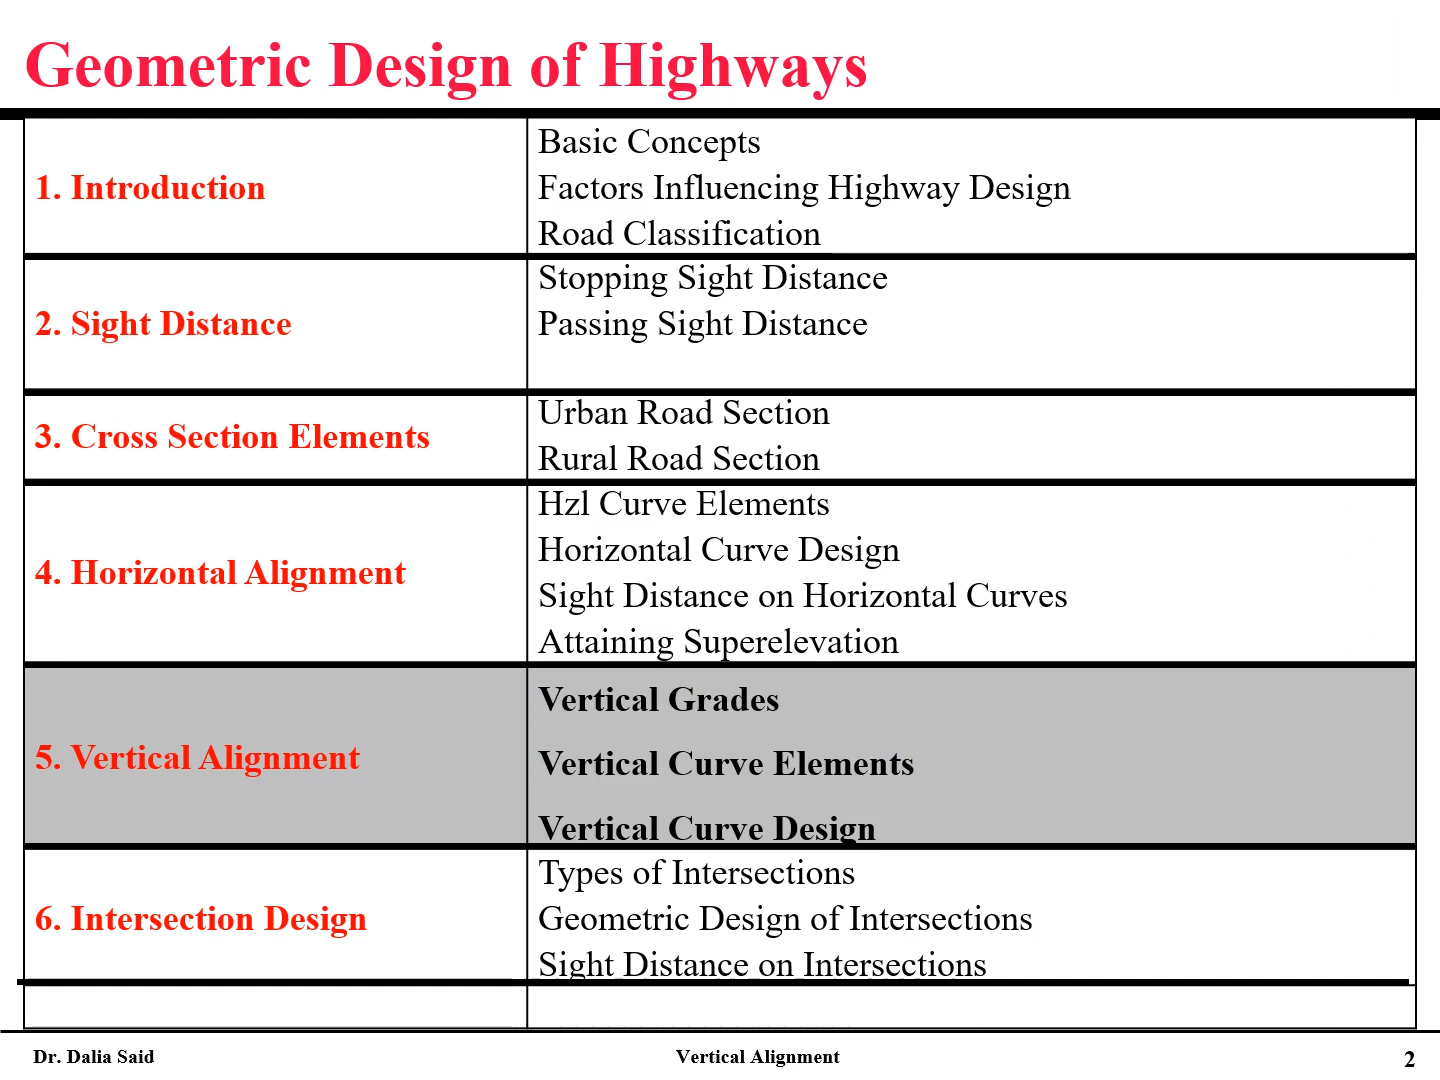 Geometric Design of Highways
1. Introduction
Basic Concepts
Factors Influencing Highway Design
Road Classification
2. Sight Distance
Stopping Sight Distance
Passing Sight Distance
3. Cross Section Elements
Urban Road Section
Rural Road Section
4. Horizontal Alignment
Hzl Curve Elements
Horizontal Curve Design
Sight Distance on Horizontal Curves
Attaining Superelevation
5. Vertical Alignment
Vertical Grades
Vertical Curve Elements
Vertical Curve Design
6. Intersection Design
Types of Intersections
Geometric Design of Intersections
Sight Distance on Intersections
Dr. Dalia Said
Vertical Alignment
2